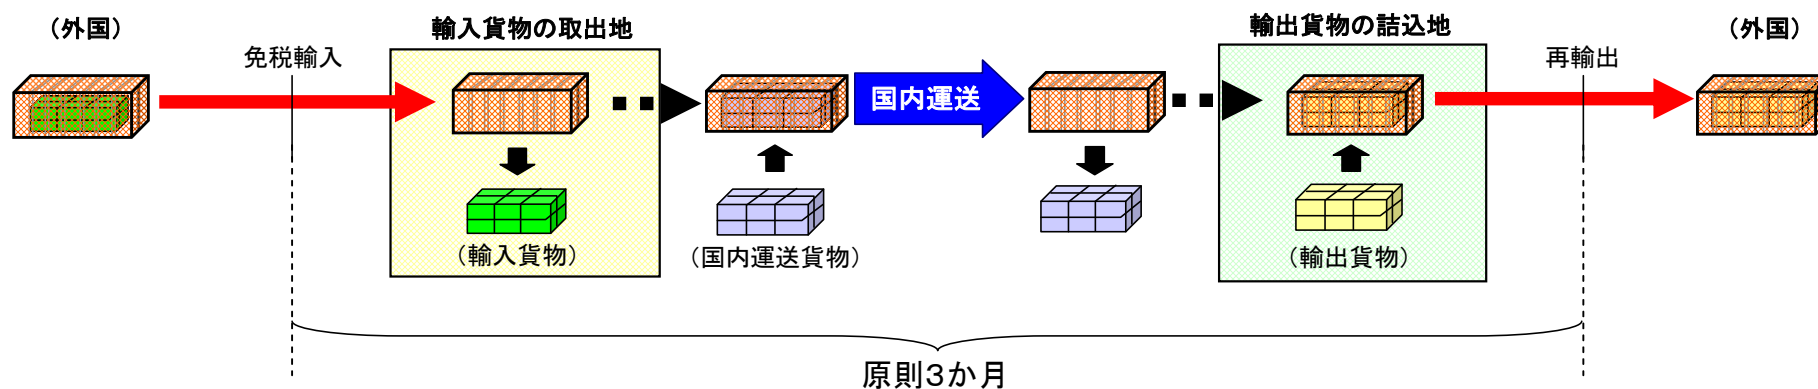 （外国）
輸入貨物の取出地
輸出貨物の詰込地
（外国）
免税輸入
再輸出
国内運送
（輸入貨物）
（国内運送貨物）
（輸出貨物）
原則３か月